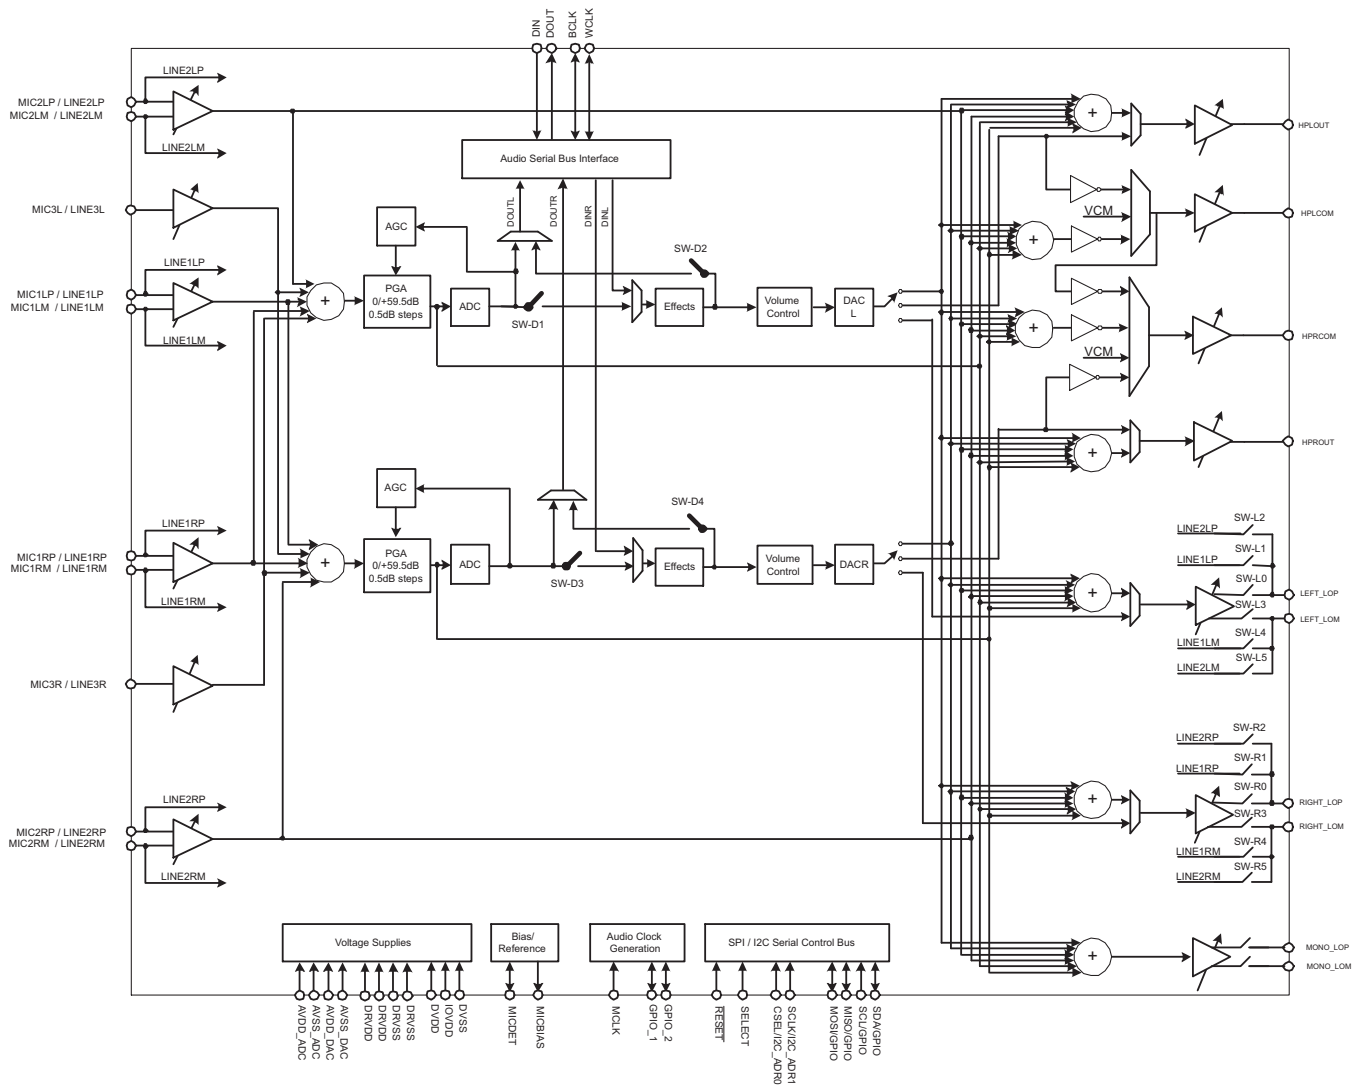 DIN
DOUT
BCLK
WCLK
LINE2LP
MIC2LP / LINE2LP
MIC2LM / LINE2LM
LINE2LM
+
HPLOUT
Audio Serial Bus Interface
MIC3L / LINE3L
AGC
DOUTL
DOUTR
DINR
DINL
SW-D2
VCM
HPLCOM
+
LINE1LP
MIC1LP / LINE1LP
MIC1LM / LINE1LM
LINE1LM
+
PGA
0/+59.5dB
0.5dB steps
ADC
SW-D1
Effects
Volume
Control
DAC
L
+
VCM
HPRCOM
+
HPROUT
AGC
SW-D4
LINE1RP
MIC1RP / LINE1RP
MIC1RM / LINE1RM
LINE1RM
+
PGA
0/+59.5dB
0.5dB steps
ADC
SW-D3
Effects
Volume
Control
DACR
+
SW-L2
LINE2LP
SW-L1
LINE1LP
SW-L0
LEFT_LOP
SW-L3
LEFT_LOM
SW-L4
LINE1LM
SW-L5
LINE2LM
MIC3R / LINE3R
SW-R2
LINE2RP
SW-R1
LINE1RP
SW-R0
RIGHT_LOP
SW-R3
RIGHT_LOM
SW-R4
LINE1RM
SW-R5
LINE2RM
+
LINE2RP
MIC2RP / LINE2RP
MIC2RM / LINE2RM
LINE2RM
Voltage Supplies
Bias/
Reference
Audio Clock
Generation
SPI / I2C Serial Control Bus
+
MONO_LOP
MONO_LOM
AVDD_ADC
AVSS_ADC
AVDD_DAC
AVSS_DAC
DRVDD
DRVDD
DRVSS
DRVSS
DVDD
IOVDD
DVSS
MICDET
MICBIAS
MCLK
GPIO_1
GPIO_2
RESET
SELECT
CSEL/I2C_ADR0
SCLK/I2C_ADR1
MOSI/GPIO
MISO/GPIO
SCL/GPIO
SDA/GPIO